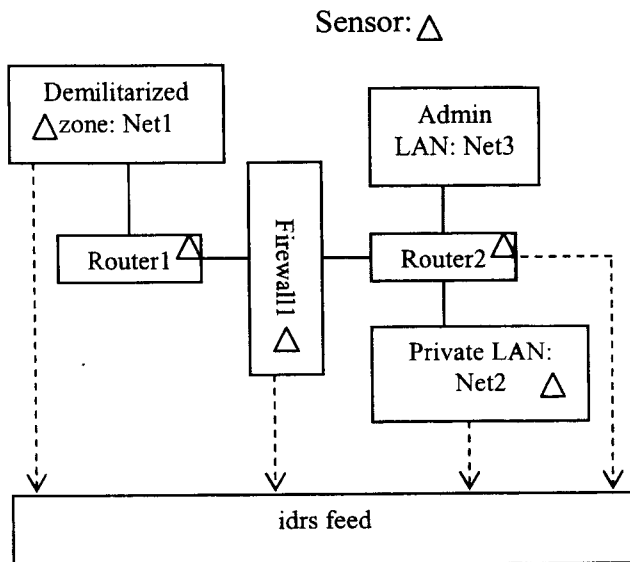 Sensor:
Demilitarized
zone: Net1
Admin
LAN: Net3
Firewall1
Router1
Router2
Private LAN:
Net2
idrs feed